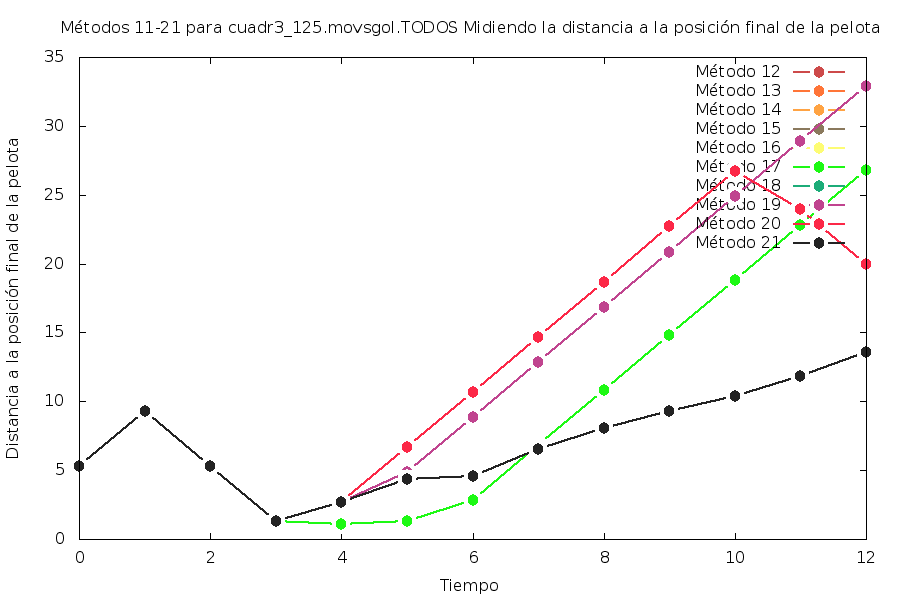 Métodos 11-21 para cuadr3_125.movsgol.TODOS Midiendo la distancia a la posición final de la pelota
35
30
25
20
15
10
5
0
Distancia a la posición final de la pelota
Método 12
Método 13
Método 14
Método 15
Método 16
Método 17
Método 18
Método 19
Método 20
Método 21
0 2 4 6 8 10 12
Tiempo